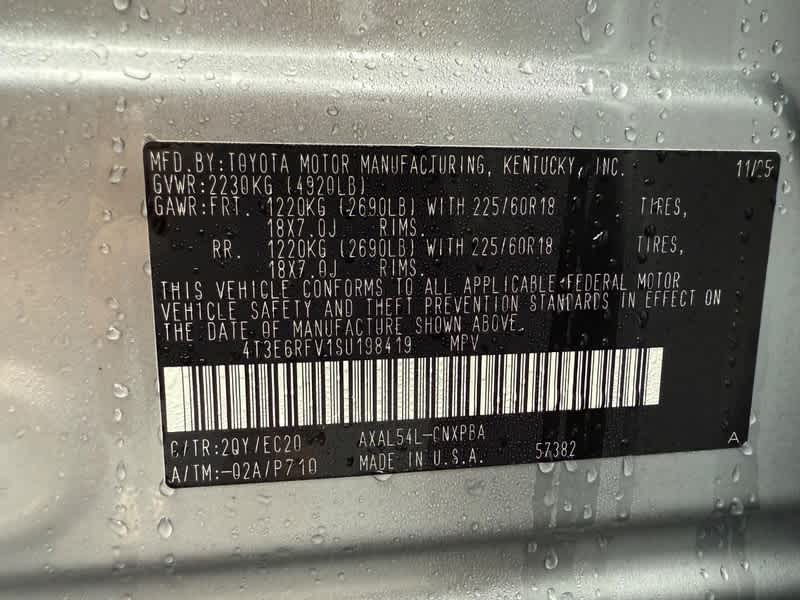 MFD.BY:TOYOTA MOTOR MANUFACTURING, KENTUCKY, INC. 11/25
GVWR:2230KG (4920LB)
GAWR:FRT. 1220KG (2690LB) WITH 225/60R18 TIRES,
18X7.0J RIMS.
RR. 1220KG (2690LB) WITH 225/60R18 TIRES,
18X7.0J RIMS.
THIS VEHICLE CONFORMS TO ALL APPLICABLE FEDERAL MOTOR
VEHICLE SAFETY AND THEFT PREVENTION STANDARDS IN EFFECT ON
THE DATE OF MANUFACTURE SHOWN ABOVE.
4T3E6RFV1SU198419 MPV
C/TR:2QY/EC20 AXAL54L-CNXPBA
A/TM:-02A/P710 MADE IN U.S.A. 57382 A